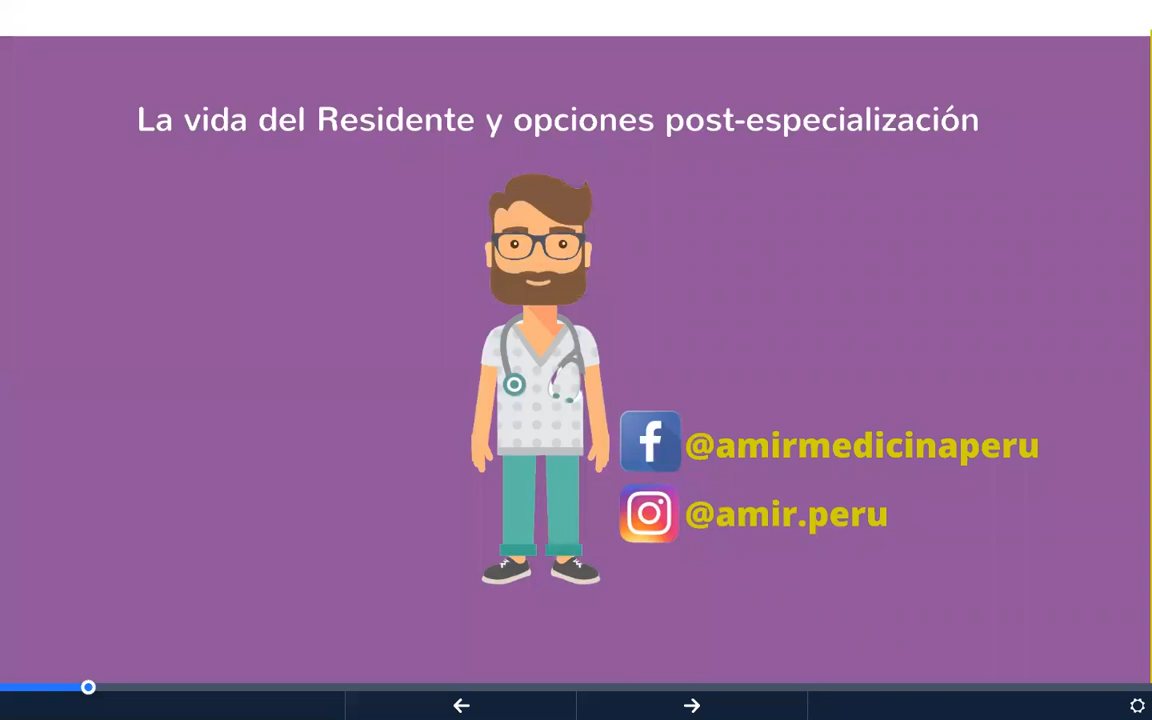 La vida del Residente y opciones post-especialización
@amirmedicinaperu
@amir.peru